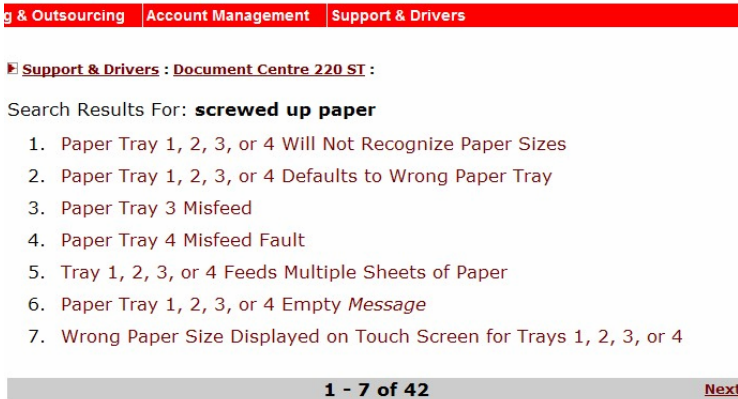 g & Outsourcing Account Management Support & Drivers
Support & Drivers : Document Centre 220 ST :
Search Results For: screwed up paper
1. Paper Tray 1, 2, 3, or 4 Will Not Recognize Paper Sizes
2. Paper Tray 1, 2, 3, or 4 Defaults to Wrong Paper Tray
3. Paper Tray 3 Misfeed
4. Paper Tray 4 Misfeed Fault
5. Tray 1, 2, 3, or 4 Feeds Multiple Sheets of Paper
6. Paper Tray 1, 2, 3, or 4 Empty Message
7. Wrong Paper Size Displayed on Touch Screen for Trays 1, 2, 3, or 4
1 - 7 of 42 Next